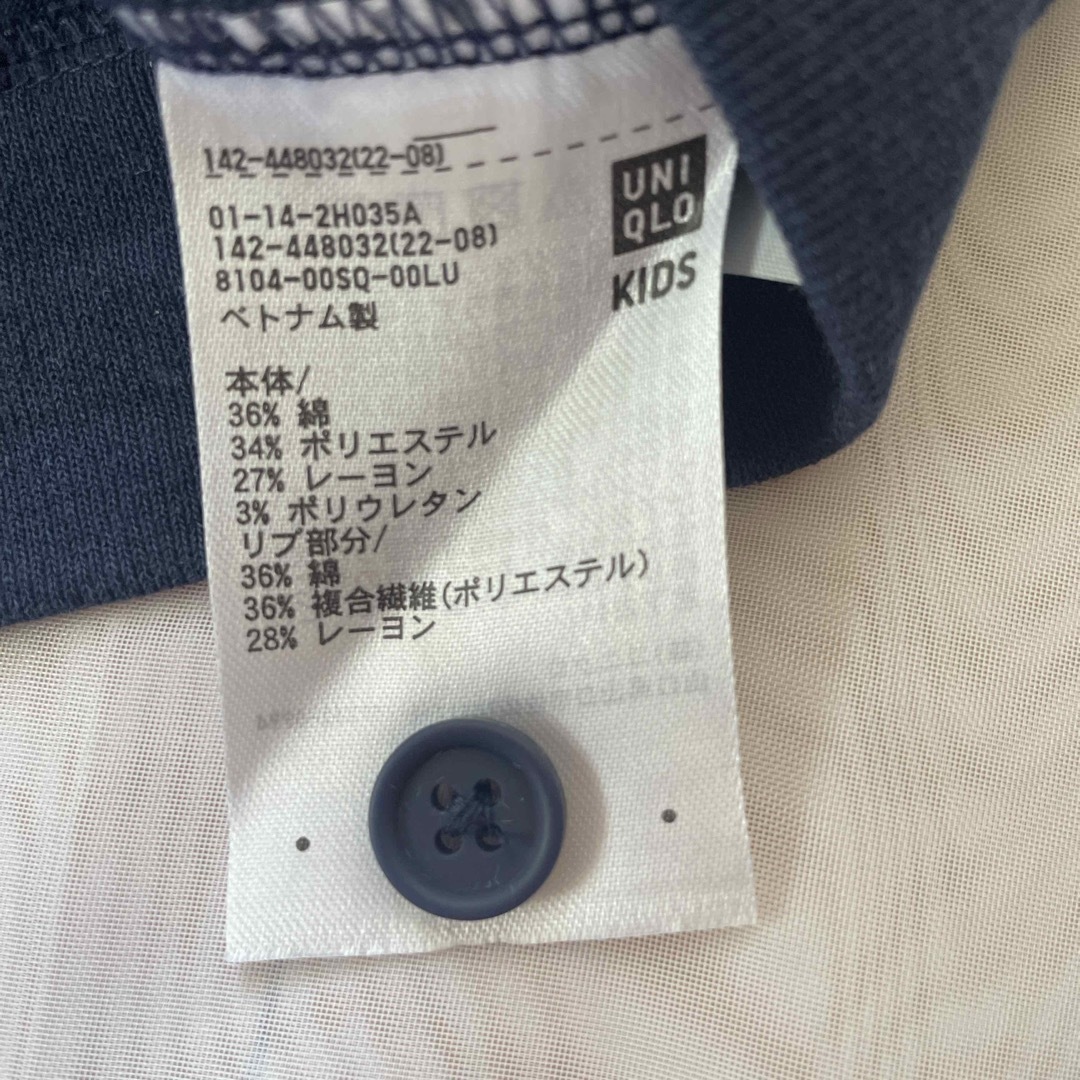 142-448032(22-08)
UNI
QLO
KIDS
01-14-2H035A
142-448032(22-08)
8104-00SQ-00LU
ベトナム製
本体/
36% 綿
34% ポリエステル
27% レーヨン
3% ポリウレタン
リブ部分/
36% 綿
36% 複合繊維(ポリエステル)
28% レーヨン